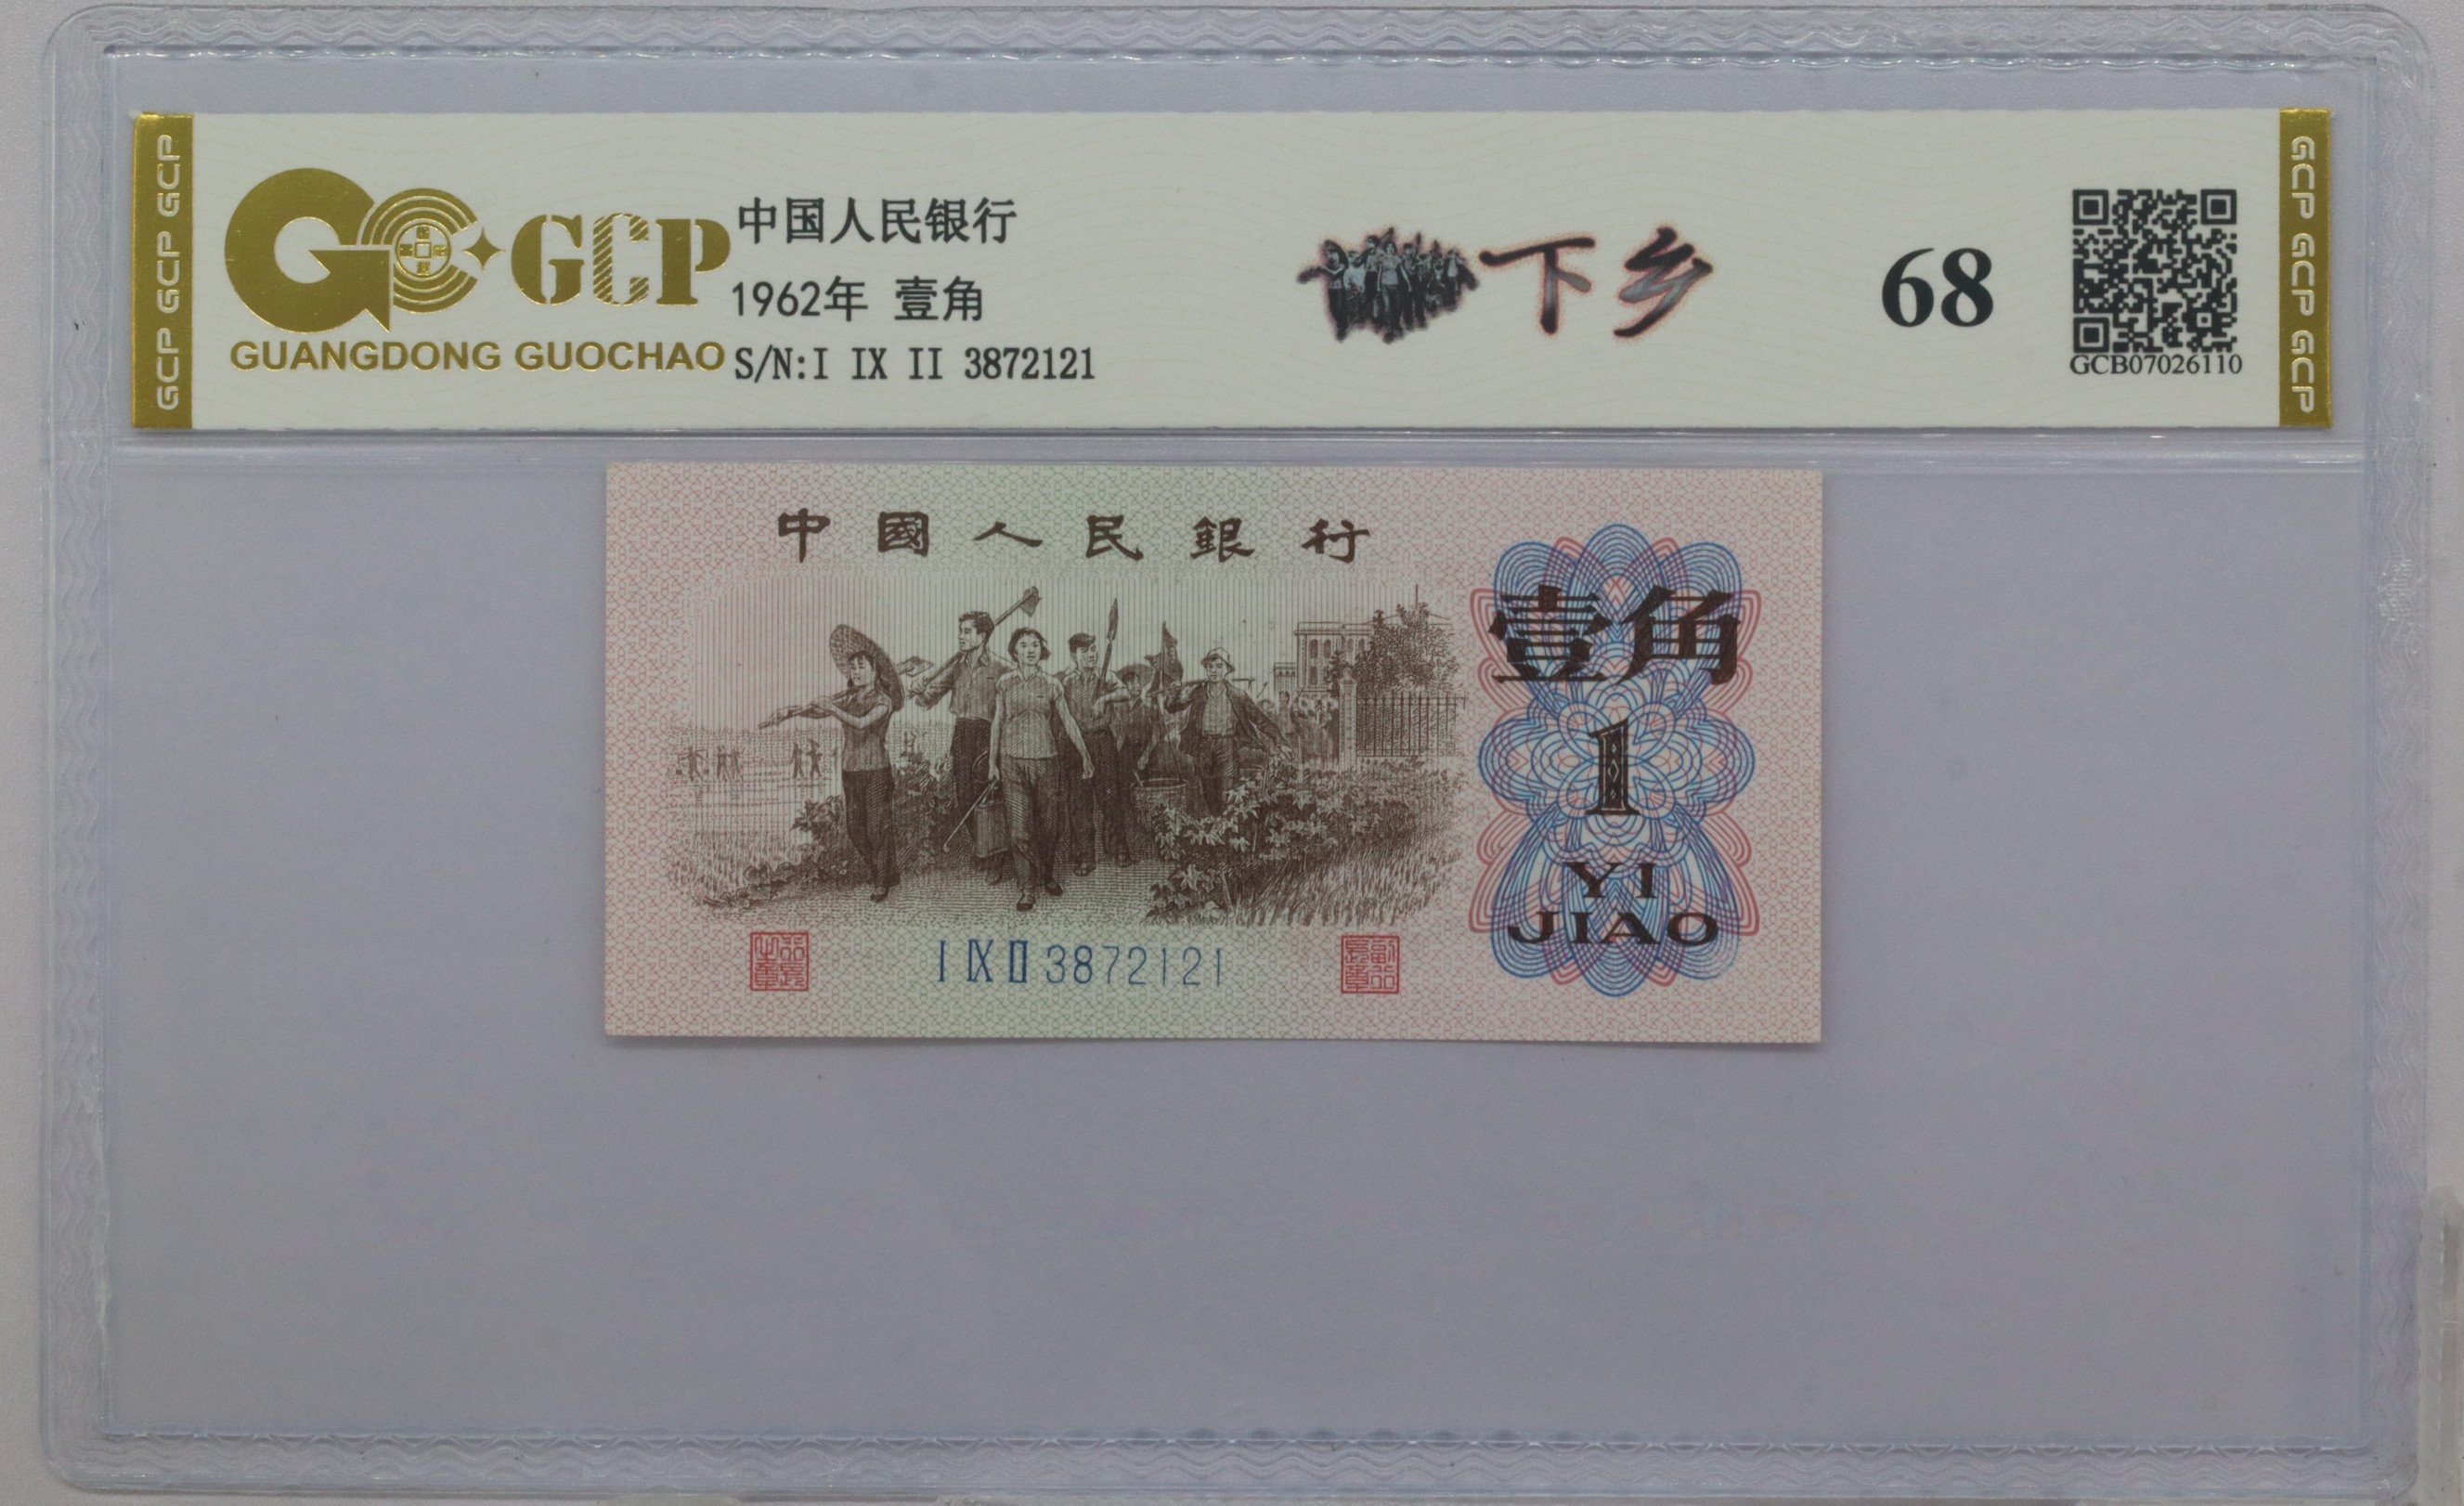 GCP GCP GCP
GCP
GUANGDONG GUOCHAO
中国人民银行
1962年 壹角
S/N:I IX II 3872121
下乡
68
GCB07026110
GCP GCP GCP
中國人民銀行
壹角
1
YI
JIAO
I IX II 3872121